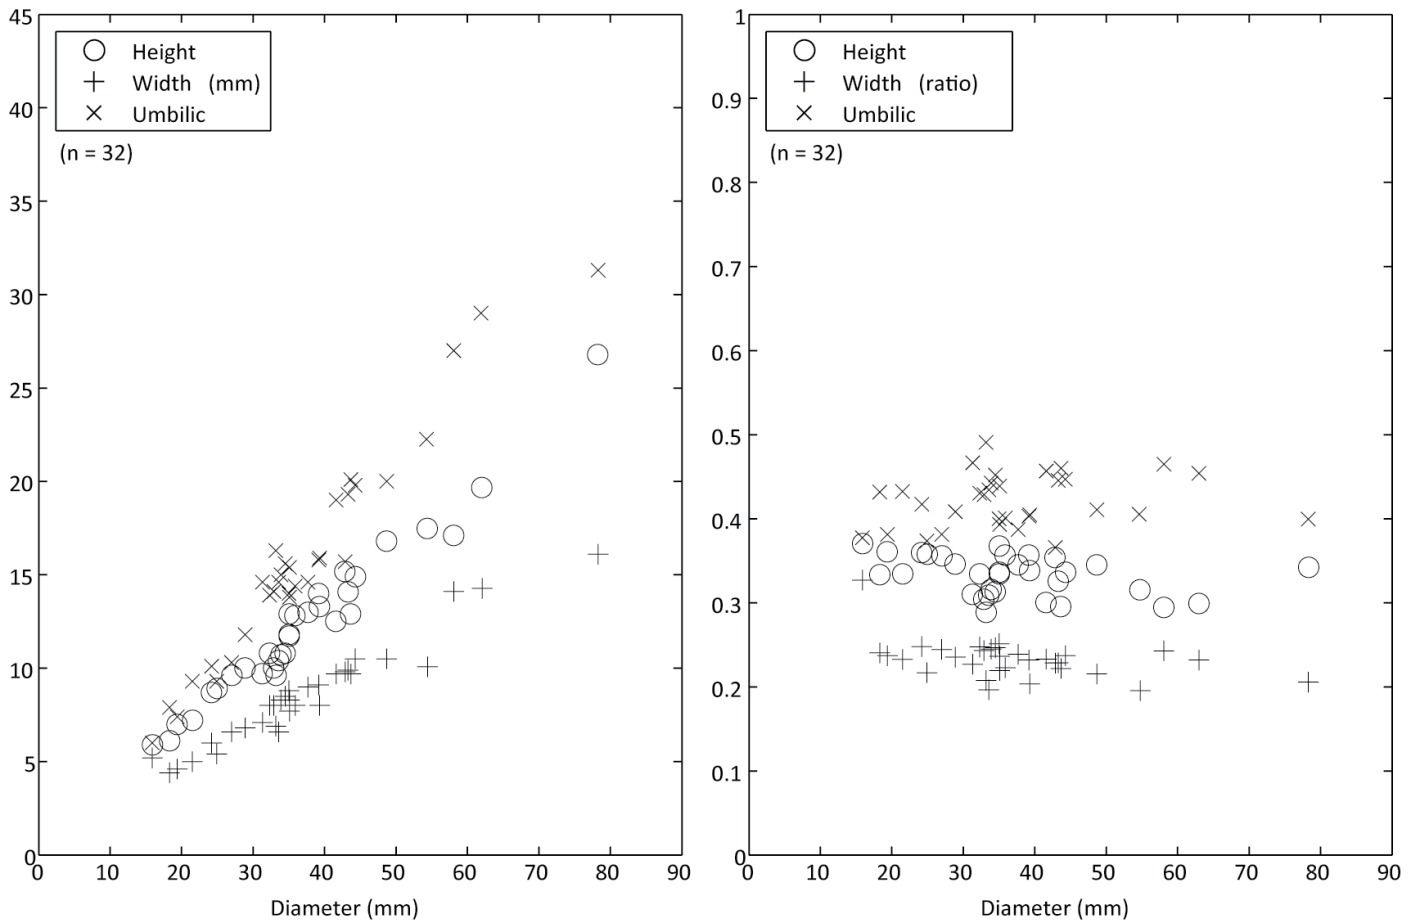 45
40
35
30
25
20
15
10
5
0
Height
Width (mm)
Umbilic
(n = 32)
0 10 20 30 40 50 60 70 80 90
Diameter (mm)
1
0.9
0.8
0.7
0.6
0.5
0.4
0.3
0.2
0.1
0
Height
Width (ratio)
Umbilic
(n = 32)
0 10 20 30 40 50 60 70 80 90
Diameter (mm)